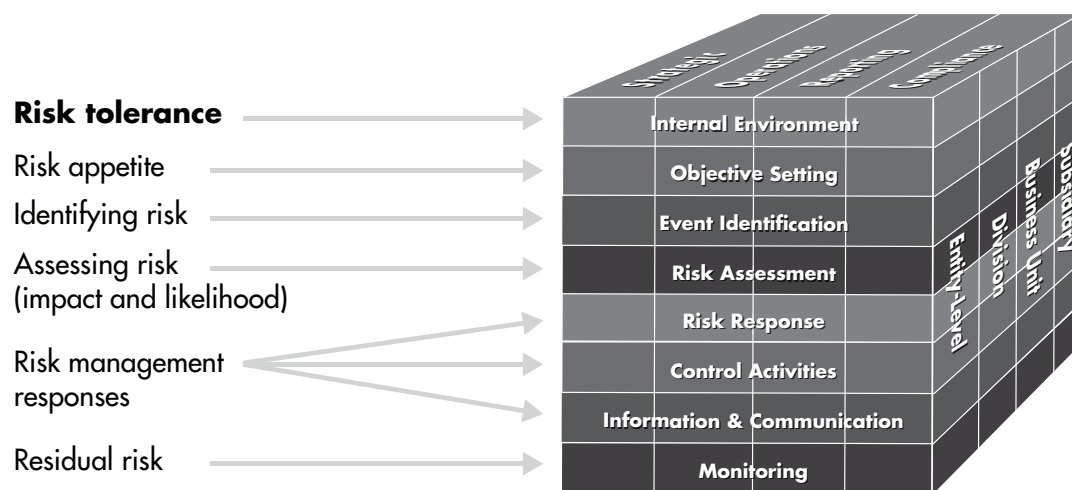 Strategic
Operations
Reporting
Compliance
Risk tolerance
Internal Environment
Risk appetite
Objective Setting
Identifying risk
Event Identification
Assessing risk
(impact and likelihood)
Risk Assessment
Risk Response
Risk management
responses
Control Activities
Information & Communication
Residual risk
Monitoring
Entity-Level
Division
Business Unit
Subsidiary